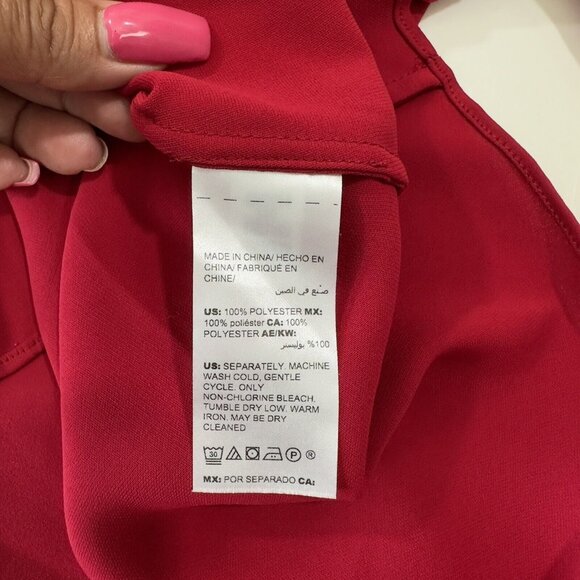 MADE IN CHINA/ HECHO EN
CHINA/ FABRIQUÉ EN
CHINE/
صنع في الصين
US: 100% POLYESTER MX:
100% poliéster CA: 100%
POLYESTER AE/KW:
100% بوليستر
US: SEPARATELY. MACHINE
WASH COLD, GENTLE
CYCLE. ONLY
NON-CHLORINE BLEACH.
TUMBLE DRY LOW. WARM
IRON. MAY BE DRY
CLEANED
30 P ®
MX: POR SEPARADO CA: